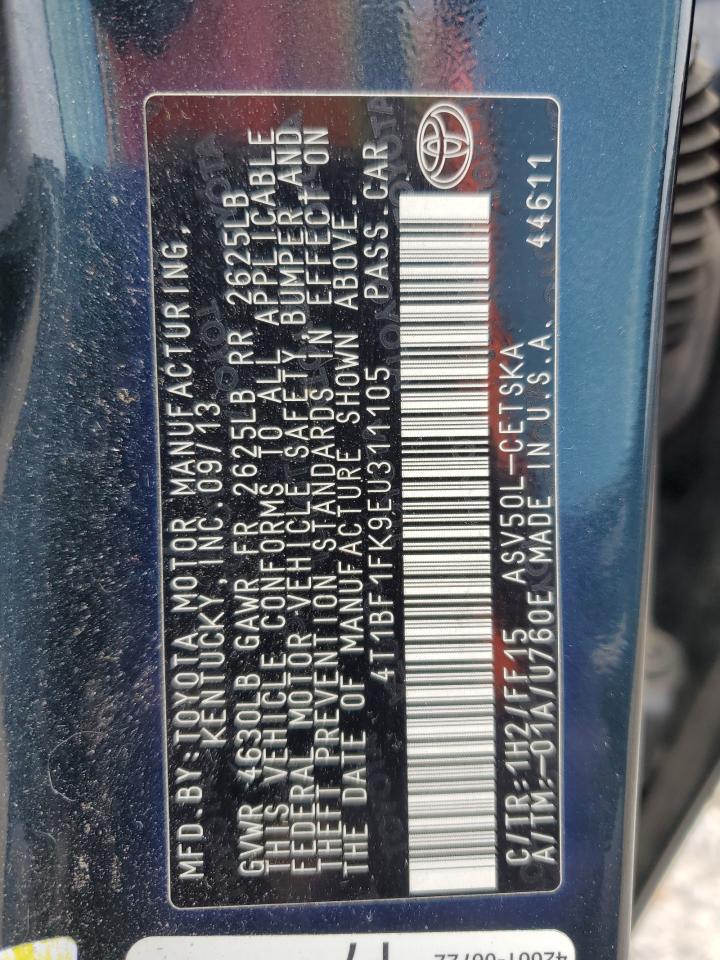 MFD.BY:TOYOTA MOTOR MANUFACTURING,
KENTUCKY, INC. 09/13
GVWR 4630LB GAWR FR 2625LB RR 2625LB
THIS VEHICLE CONFORMS TO ALL APPLICABLE
FEDERAL MOTOR VEHICLE SAFETY, BUMPER AND
THEFT PREVENTION STANDARDS IN EFFECT ON
THE DATE OF MANUFACTURE SHOWN ABOVE.
4T1BF1FK9EU311105 PASS.CAR
C/TR:1H2/FF15 ASV50L-CETSKA
A/TM:-01A/U760E MADE IN U.S.A. 44611